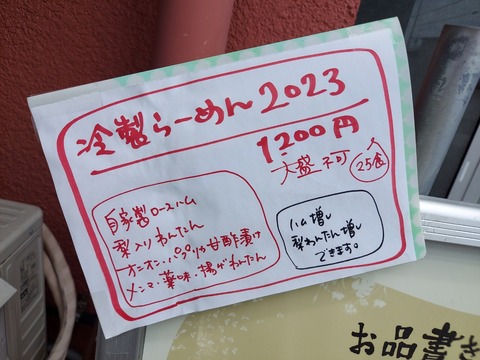 冷製らーめん2023
1200円
大盛不可
25食
自家製ロースハム
梨入りわんたん
オニオン、パプリカ甘酢漬け
メンマ、薬味、揚げわんたん
ハム増し
梨わんたん増し
できます。
お品書き